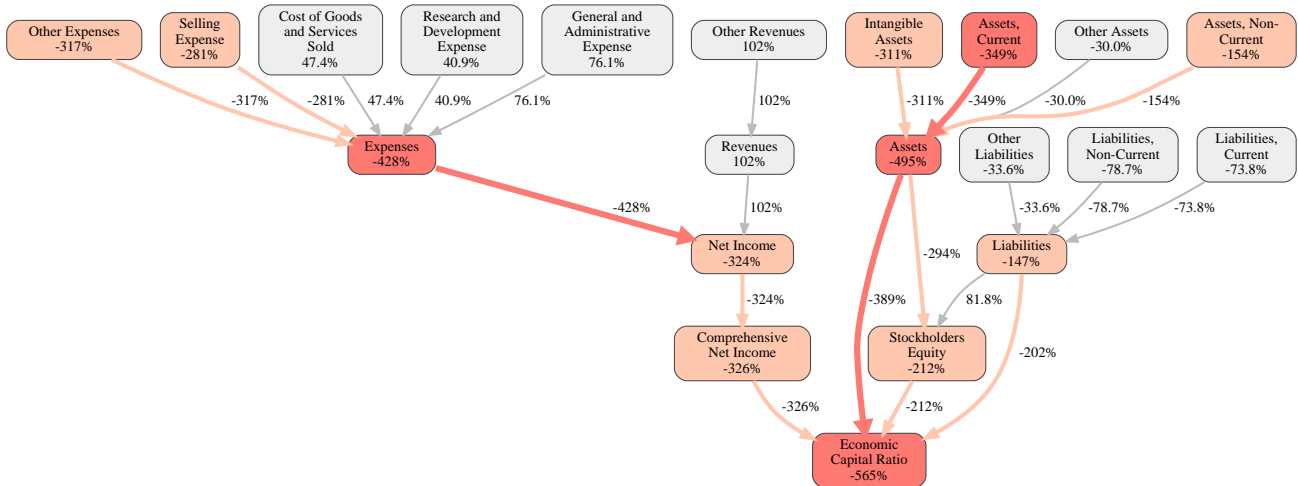 Other Expenses
-317%
Selling
Expense
-281%
Cost of Goods
and Services
Sold
47.4%
Research and
Development
Expense
40.9%
General and
Administrative
Expense
76.1%
Other Revenues
102%
Intangible
Assets
-311%
Assets,
Current
-349%
Other Assets
-30.0%
Assets, Non-
Current
-154%
-317%
-281%
47.4%
40.9%
76.1%
102%
-311%
-349%
-30.0%
-154%
Expenses
-428%
Revenues
102%
Assets
-495%
Other
Liabilities
-33.6%
Liabilities,
Non-Current
-78.7%
Liabilities,
Current
-73.8%
-428%
102%
-33.6%
-78.7%
-73.8%
Net Income
-324%
Liabilities
-147%
-294%
-324%
-389%
81.8%
Comprehensive
Net Income
-326%
Stockholders
Equity
-212%
-202%
-326%
-212%
Economic
Capital Ratio
-565%